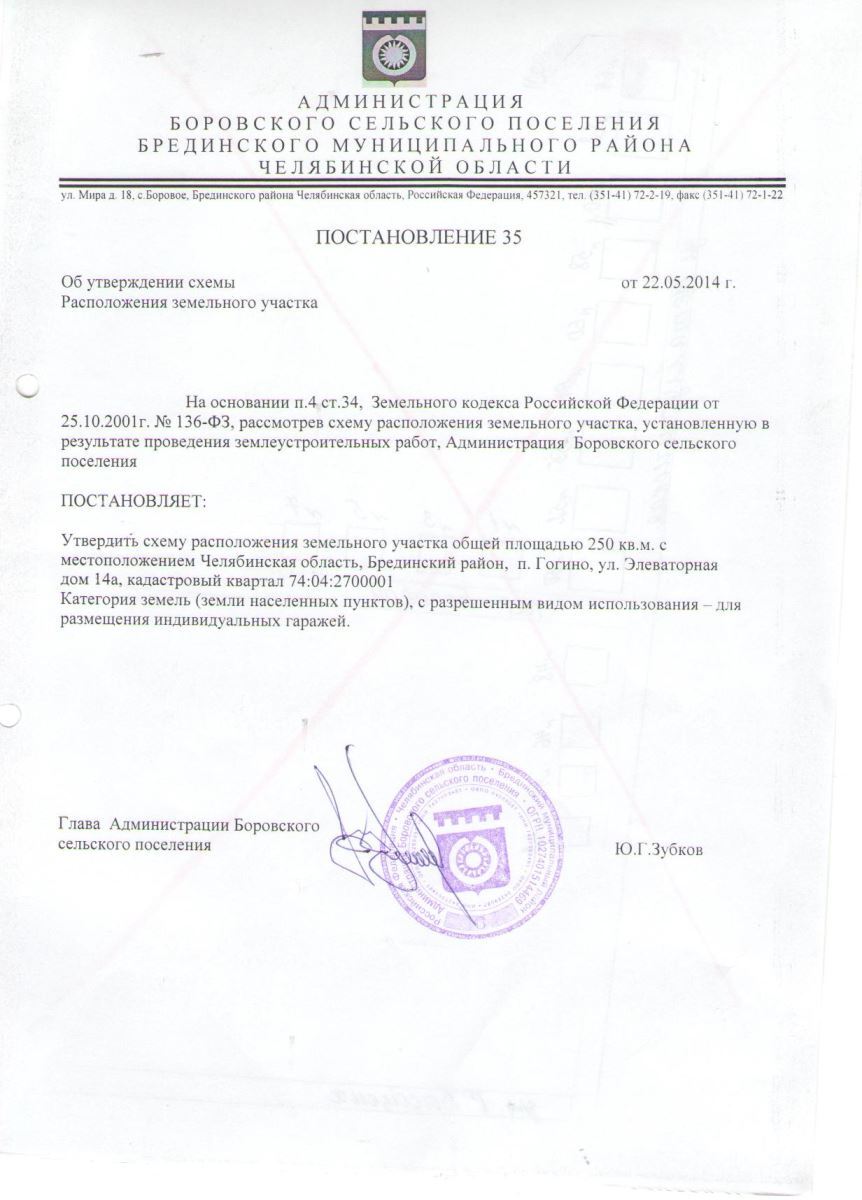 АДМИНИСТРАЦИЯ
БОРОВСКОГО СЕЛЬСКОГО ПОСЕЛЕНИЯ
БРЕДИНСКОГО МУНИЦИПАЛЬНОГО РАЙОНА
ЧЕЛЯБИНСКОЙ ОБЛАСТИ
ул. Мира д. 18, с.Боровое, Брединского района Челябинская область, Российская Федерация, 457321, тел. (351-41) 72-2-19, факс (351-41) 72-1-22
ПОСТАНОВЛЕНИЕ 35
Об утверждении схемы от 22.05.2014 г.
Расположения земельного участка
На основании п.4 ст.34, Земельного кодекса Российской Федерации от
25.10.2001г. № 136-ФЗ, рассмотрев схему расположения земельного участка, установленную в
результате проведения землеустроительных работ, Администрация Боровского сельского
поселения
ПОСТАНОВЛЯЕТ:
Утвердить схему расположения земельного участка общей площадью 250 кв.м. с
местоположением Челябинская область, Брединский район, п. Гогино, ул. Элеваторная
дом 14а, кадастровый квартал 74:04:2700001
Категория земель (земли населенных пунктов), с разрешенным видом использования – для
размещения индивидуальных гаражей.
Глава Администрации Боровского
сельского поселения Ю.Г.Зубков
Челябинская область • Брединский муниципальный район
Боровского сельского поселения • ОГРН 1027401514469